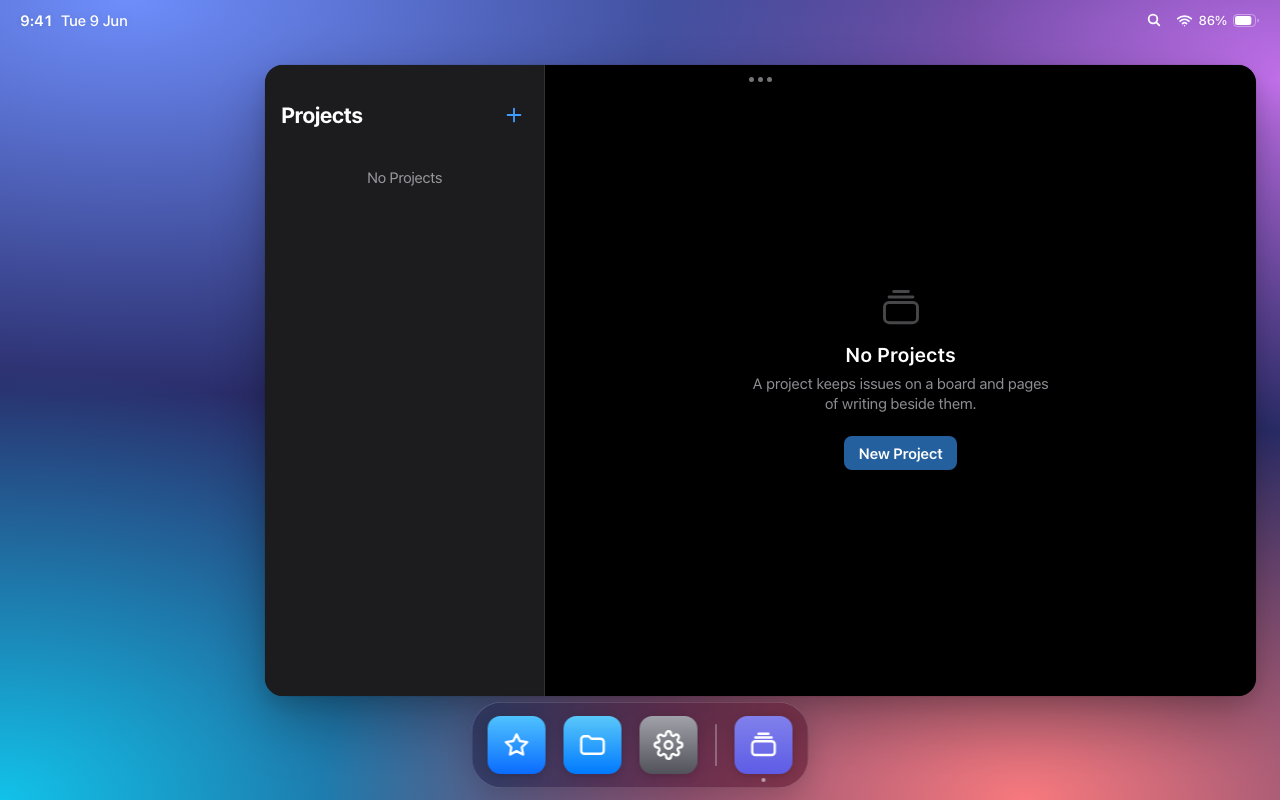 9:41 Tue 9 Jun
86%
Projects
No Projects
No Projects
A project keeps issues on a board and pages
of writing beside them.
New Project